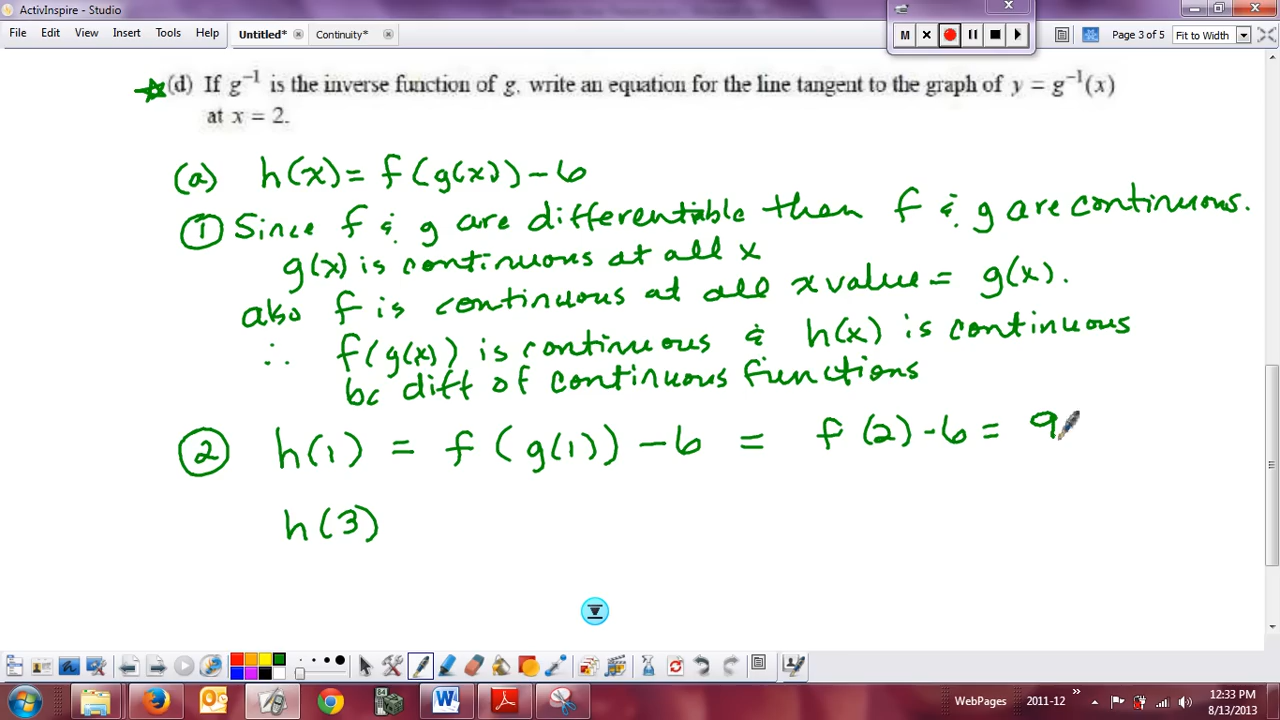 ActivInspire - Studio
File Edit View Insert Tools Help Untitled* Continuity* M Page 3 of 5 Fit to Width
(d) If g⁻¹ is the inverse function of g, write an equation for the line tangent to the graph of y = g⁻¹(x)
at x = 2.
(a) h(x) = f(g(x)) - 6
① Since f & g are differentiable then f & g are continuous.
g(x) is continuous at all x
also f is continuous at all x value = g(x).
∴ f(g(x)) is continuous & h(x) is continuous
bc diff of continuous functions
② h(1) = f(g(1)) - 6 = f(2) - 6 = 9
h(3)
WebPages 2011-12 12:33 PM
8/13/2013